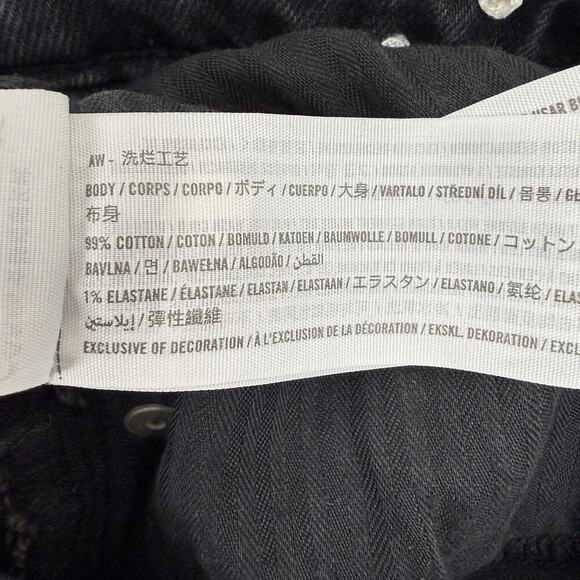 AW - 洗烂工艺
BODY / CORPS / CORPO / ボディ / CUERPO / 大身 / VARTALO / STŘEDNÍ DÍL / 몸통 /
布身
99% COTTON / COTON / BOMULD / KATOEN / BAUMWOLLE / BOMULL / COTONE / コットン
BAVLNA / 면 / BAWEŁNA / ALGODÃO / القطن
1% ELASTANE / ÉLASTANE / ELASTAN / ELASTAAN / エラスタン / ELASTANO / 氨纶 /
إيلاستين / 彈性纖維
EXCLUSIVE OF DECORATION / À L'EXCLUSION DE LA DÉCORATION / EKSKL. DEKORATION /